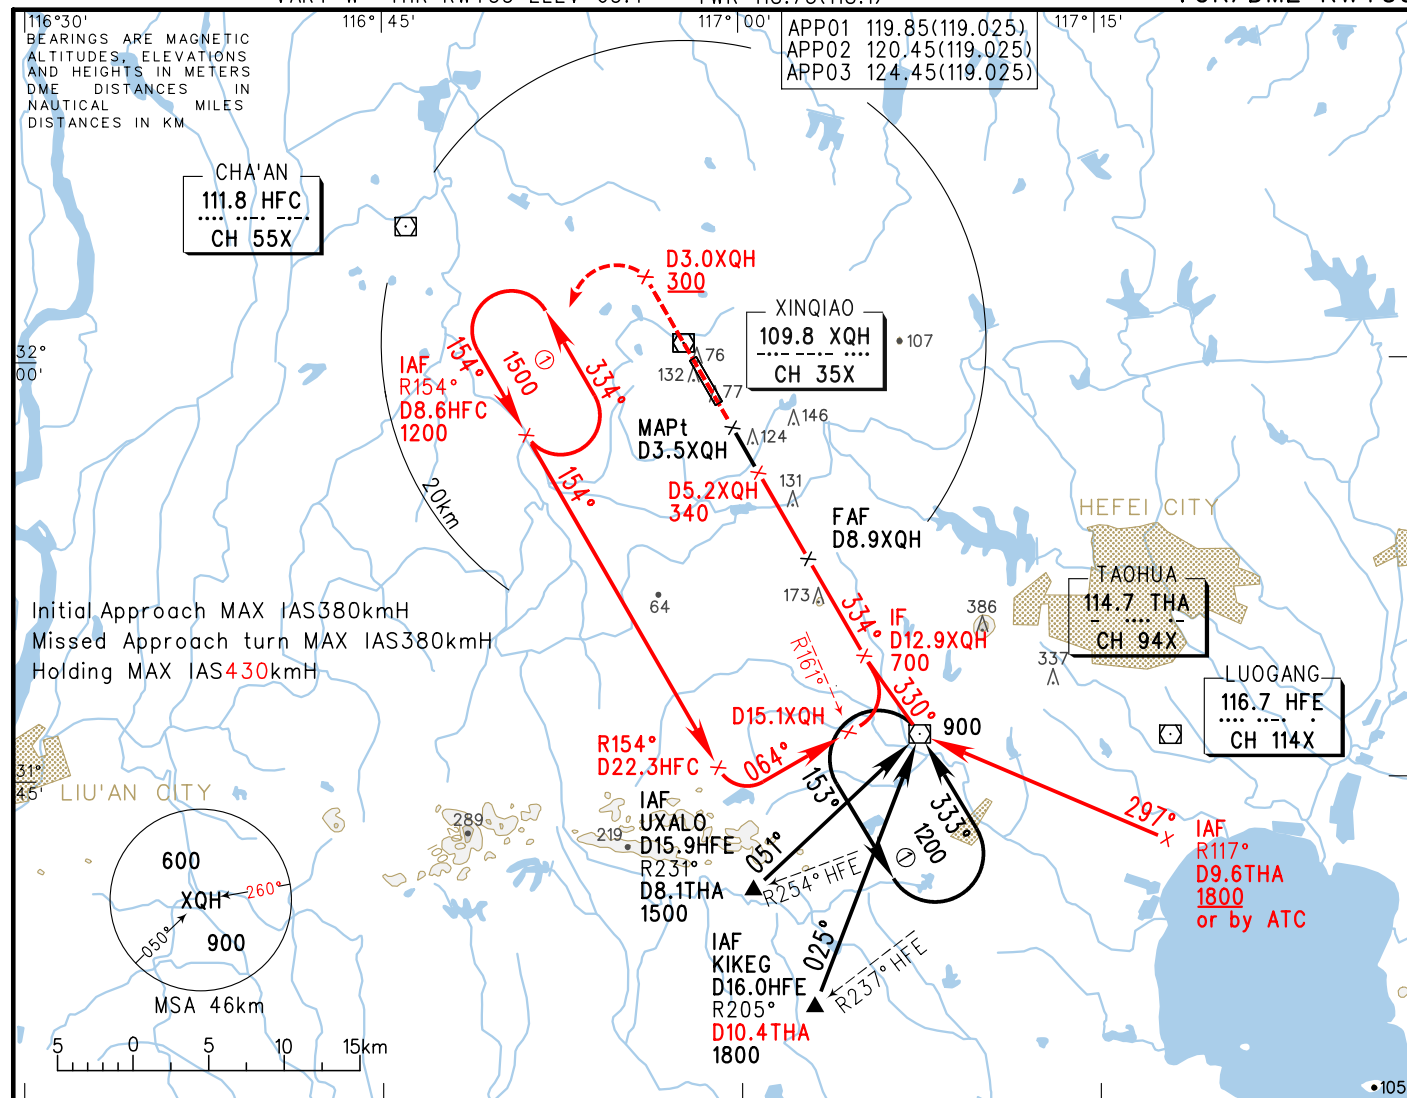 116°30'
116°45'
117°00'
117°15'
BEARINGS ARE MAGNETIC
ALTITUDES, ELEVATIONS
AND HEIGHTS IN METERS
DME DISTANCES IN
NAUTICAL MILES
DISTANCES IN KM
APP01 119.85(119.025)
APP02 120.45(119.025)
APP03 124.45(119.025)
CHA'AN
111.8 HFC
CH 55X
D3.0XQH
300
XINQIAO
109.8 XQH
CH 35X
107
32°
00'
76
132
77
154°
1500
①
334°
IAF
R154°
D8.6HFC
1200
MAPt
D3.5XQH
146
124
154°
D5.2XQH
340
131
20km
FAF
D8.9XQH
HEFEI CITY
TAOHUA
114.7 THA
CH 94X
64
173
386
337
Initial Approach MAX IAS380kmH
Missed Approach turn MAX IAS380kmH
Holding MAX IAS430kmH
334°
R161°
IF
D12.9XQH
700
330°
LUOGANG
116.7 HFE
CH 114X
D15.1XQH
900
R154°
D22.3HFC
064°
31°
45'
LIU'AN CITY
153°
333°
1200
①
297°
289
219
IAF
UXALO
D15.9HFE
R231°
D8.1THA
1500
051°
R254° HFE
IAF
R117°
D9.6THA
1800
or by ATC
600
XQH
260°
050°
900
MSA 46km
025°
IAF
KIKEG
D16.0HFE
R205°
D10.4THA
1800
R237° HFE
5 0 5 10 15km
105